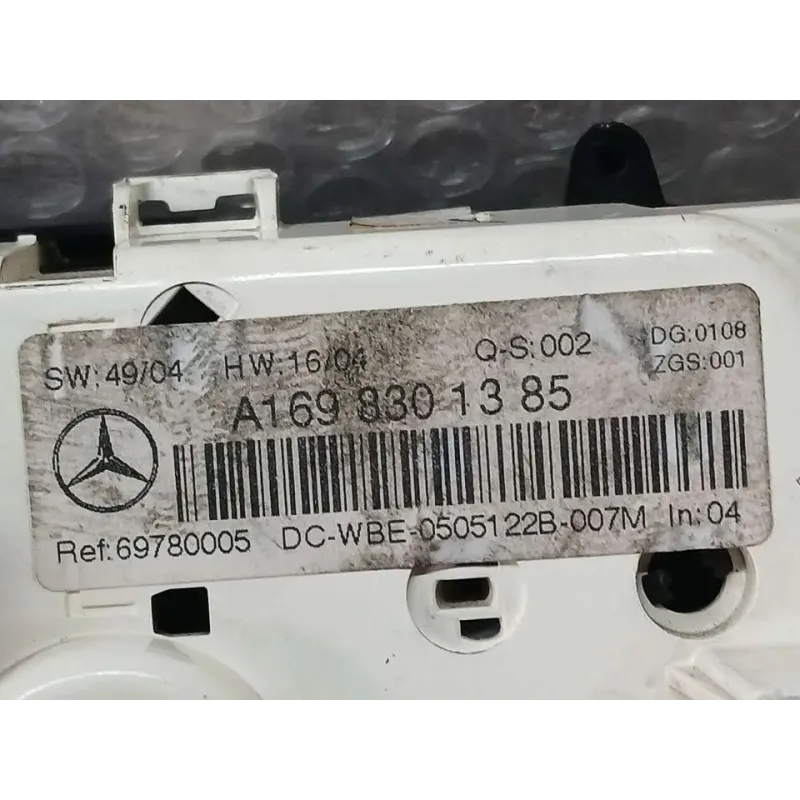 SW:49/04 HW:16/04 Q-S:002 DG:0108
ZGS:001
A169 830 13 85
Ref:69780005 DC-WBE-0505122B-007M In:04